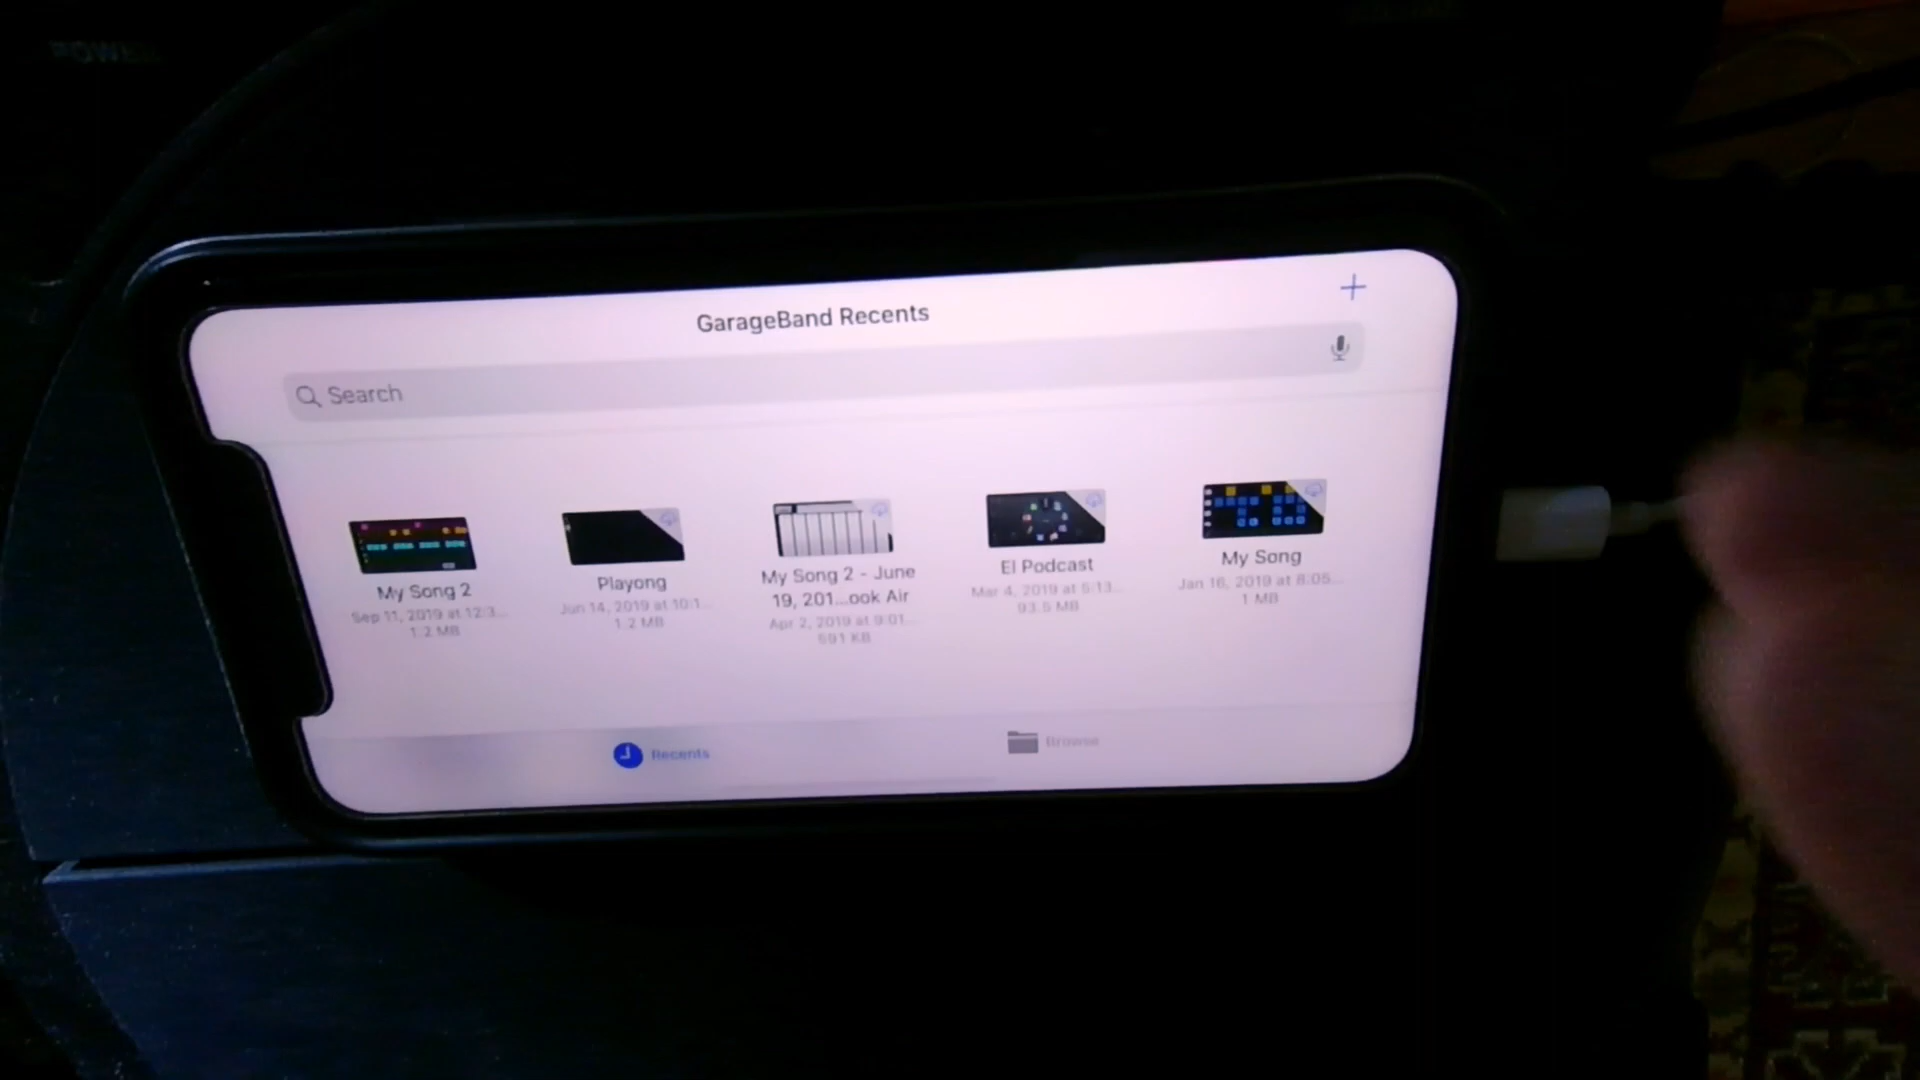 POWER
GarageBand Recents
Search
My Song 2
Sep 11, 2019 at 12:3...
1.2 MB
Playong
Jun 14, 2019 at 10:1...
1.2 MB
My Song 2 - June
19, 201...ook Air
Apr 2, 2019 at 9:01...
591 KB
El Podcast
Mar 4, 2019 at 5:13...
93.5 MB
My Song
Jan 16, 2019 at 8:05...
1 MB
Recents
Browse